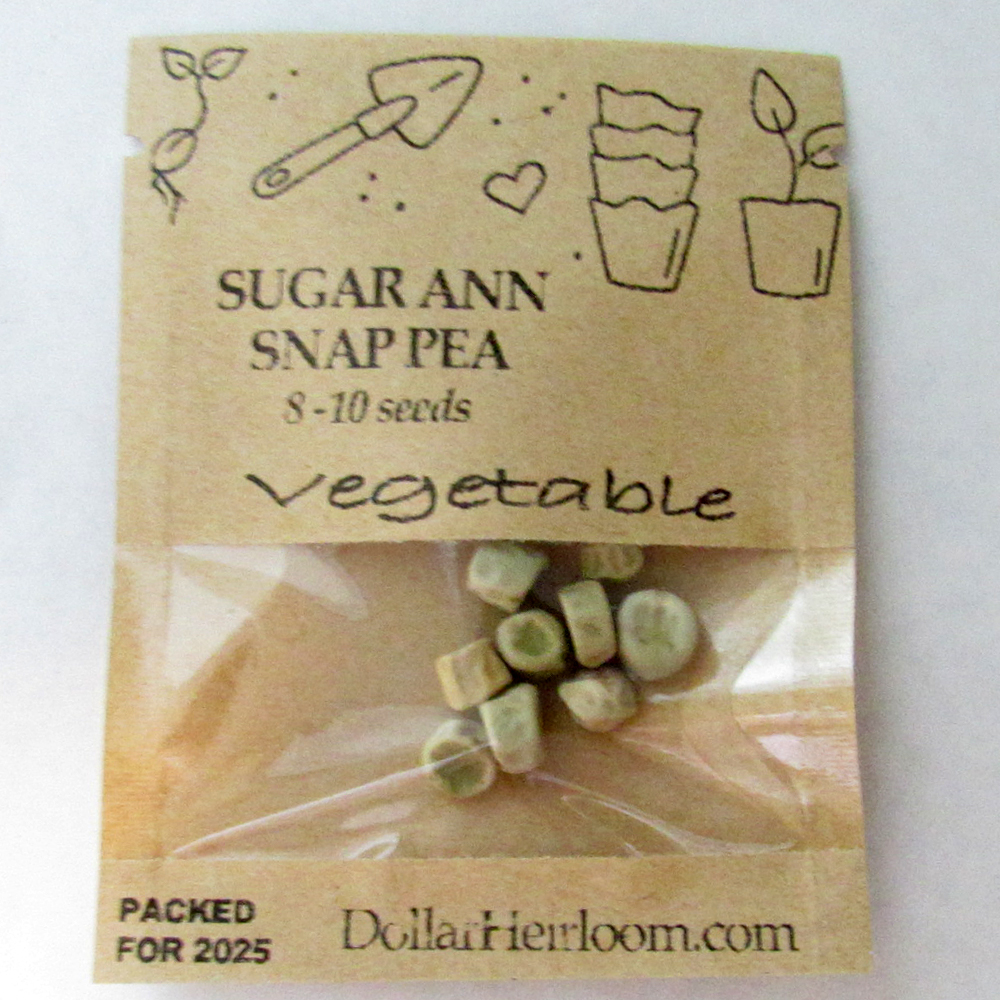 SUGAR ANN
SNAP PEA
8-10 seeds
vegetable
PACKED
FOR 2025
DollarHeirloom.com